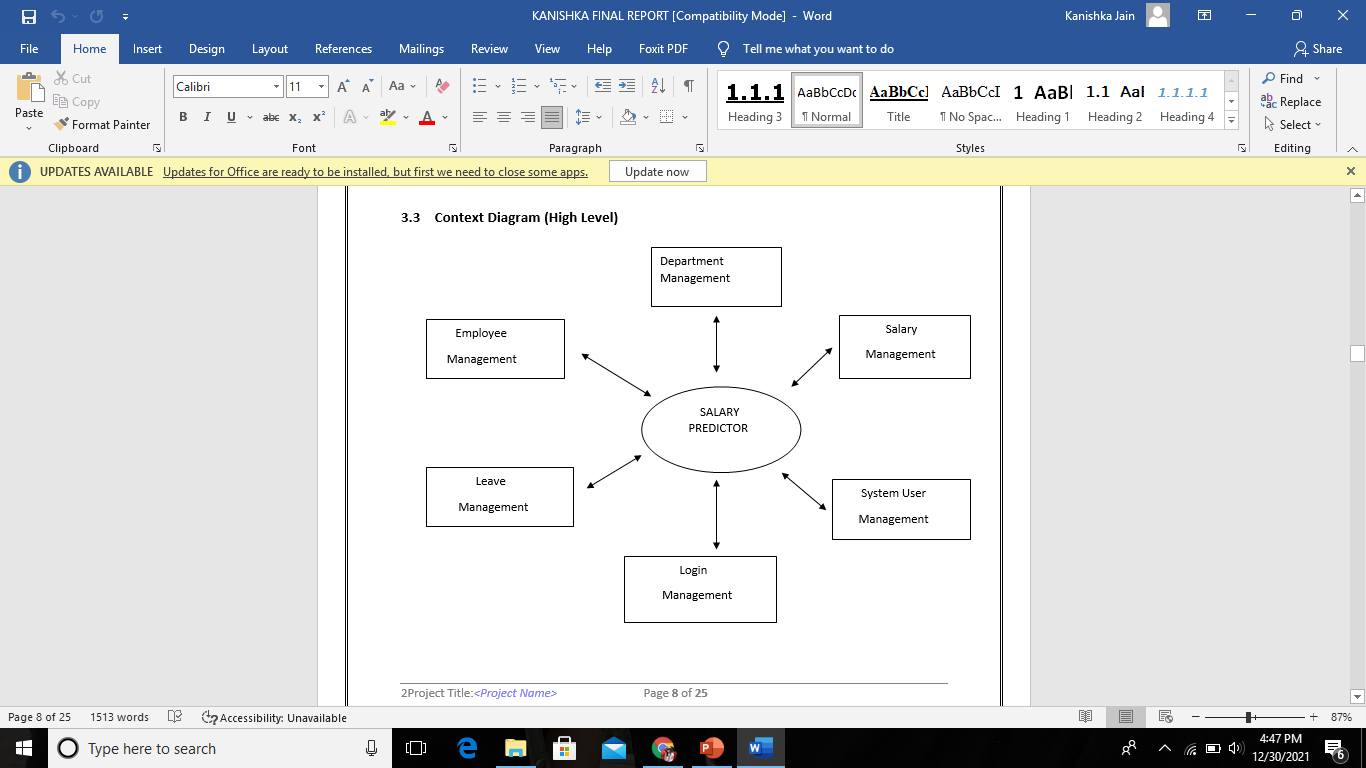 KANISHKA FINAL REPORT [Compatibility Mode] - Word
Kanishka Jain
File Home Insert Design Layout References Mailings Review View Help Foxit PDF Tell me what you want to do Share
Paste
Cut
Copy
Format Painter
Clipboard
Calibri 11 A A Aa A
B I U abc x₂ x² A ab A
Font
A Z ¶
Paragraph
1.1.1 AaBbCcDc AaBbCcI AaBbCcI 1 AaBl 1.1 Aal 1.1.1.1
Heading 3 ¶ Normal Title ¶ No Spac... Heading 1 Heading 2 Heading 4
Styles
Find
Replace
Select
Editing
UPDATES AVAILABLE Updates for Office are ready to be installed, but first we need to close some apps. Update now
3.3 Context Diagram (High Level)
Department
Management
Employee
Management
Salary
Management
SALARY
PREDICTOR
Leave
Management
System User
Management
Login
Management
2Project Title:<Project Name> Page 8 of 25
Page 8 of 25 1513 words Accessibility: Unavailable 87%
Type here to search
4:47 PM
12/30/2021
6